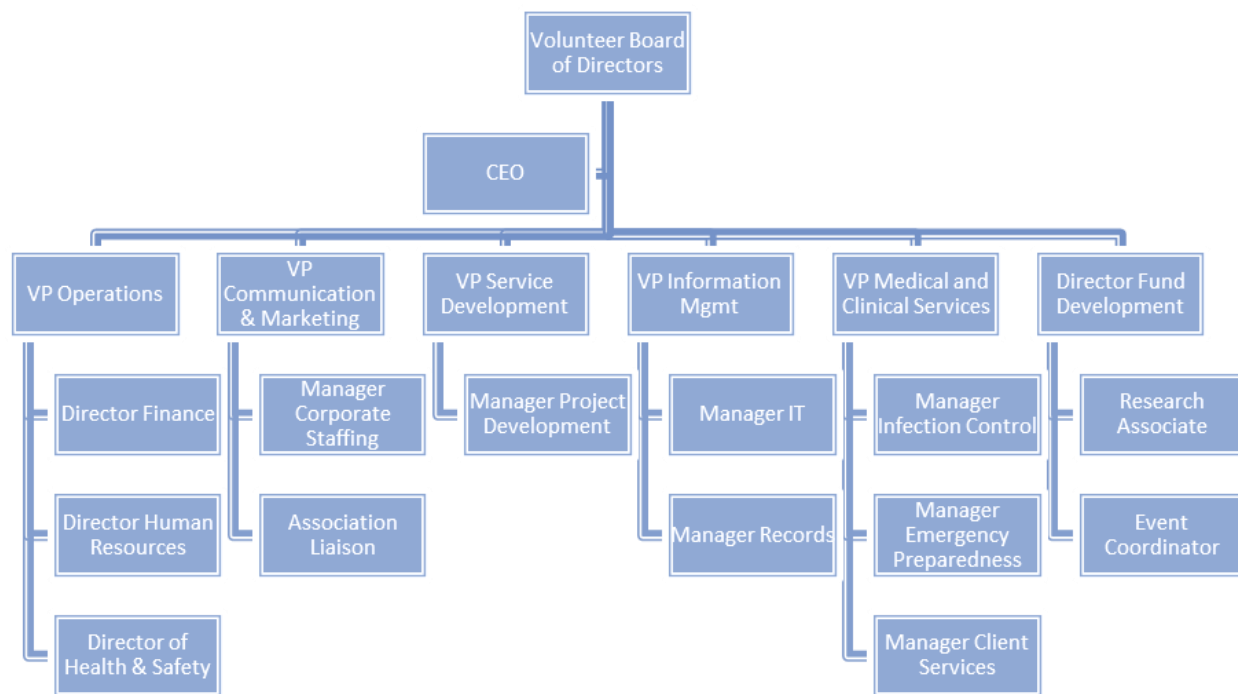 Volunteer Board
of Directors
CEO
VP Operations
VP
Communication
& Marketing
VP Service
Development
VP Information
Mgmt
VP Medical and
Clinical Services
Director Fund
Development
Director Finance
Manager
Corporate
Staffing
Manager Project
Development
Manager IT
Manager
Infection Control
Research
Associate
Director Human
Resources
Association
Liaison
Manager Records
Manager
Emergency
Preparedness
Event
Coordinator
Director of
Health & Safety
Manager Client
Services